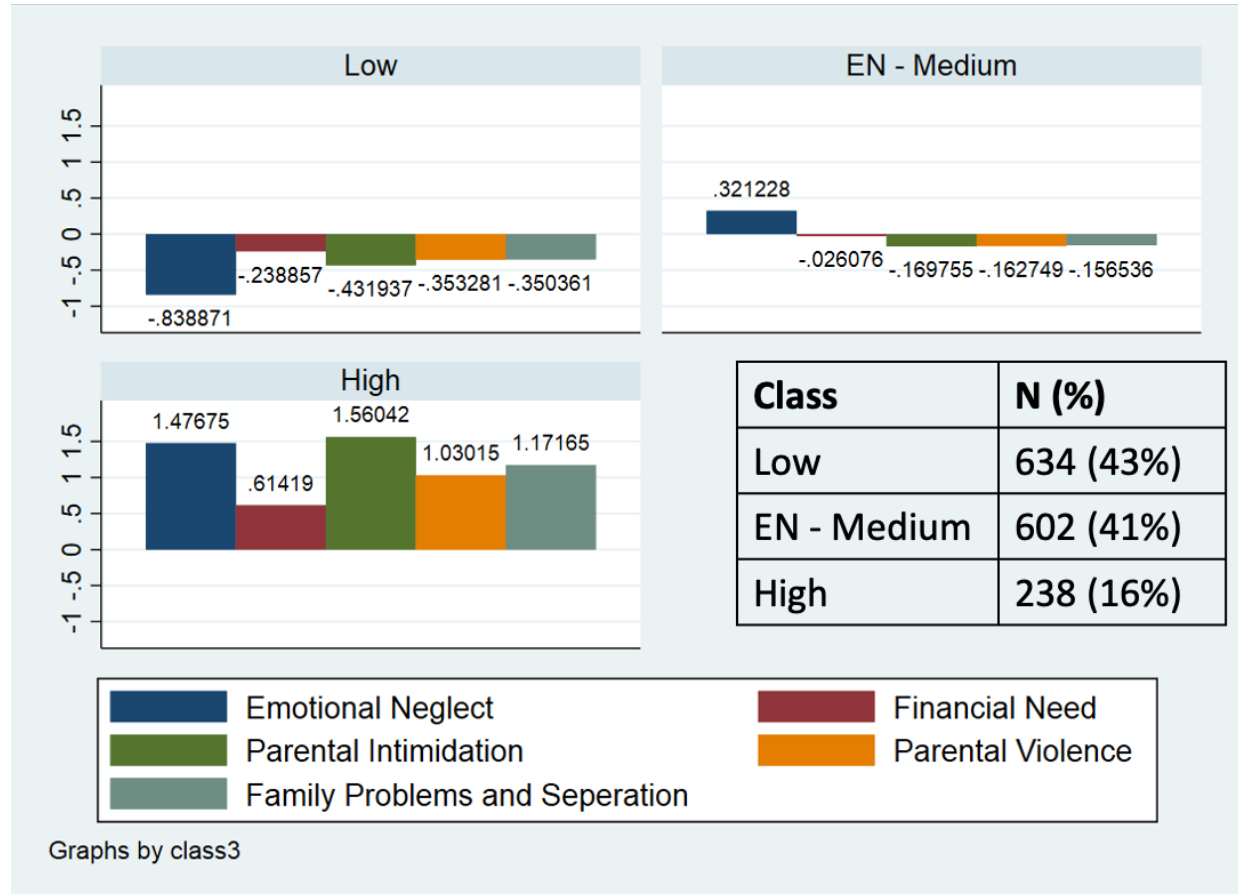 Low
1.5
1
.5
0
-.5
-1
-.838871
-.238857
-.431937
-.353281
-.350361
EN - Medium
.321228
-.026076
-.169755
-.162749
-.156536
High
1.5
1
.5
0
-.5
-1
1.47675
.61419
1.56042
1.03015
1.17165
Class N (%)
Low 634 (43%)
EN - Medium 602 (41%)
High 238 (16%)
Emotional Neglect Financial Need
Parental Intimidation Parental Violence
Family Problems and Seperation
Graphs by class3